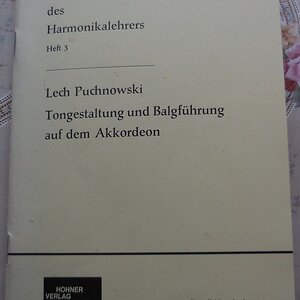 des
Harmonikalehrers
Heft 3
Lech Puchnowski
Tongestaltung und Balgführung
auf dem Akkordeon
HOHNER
VERLAG